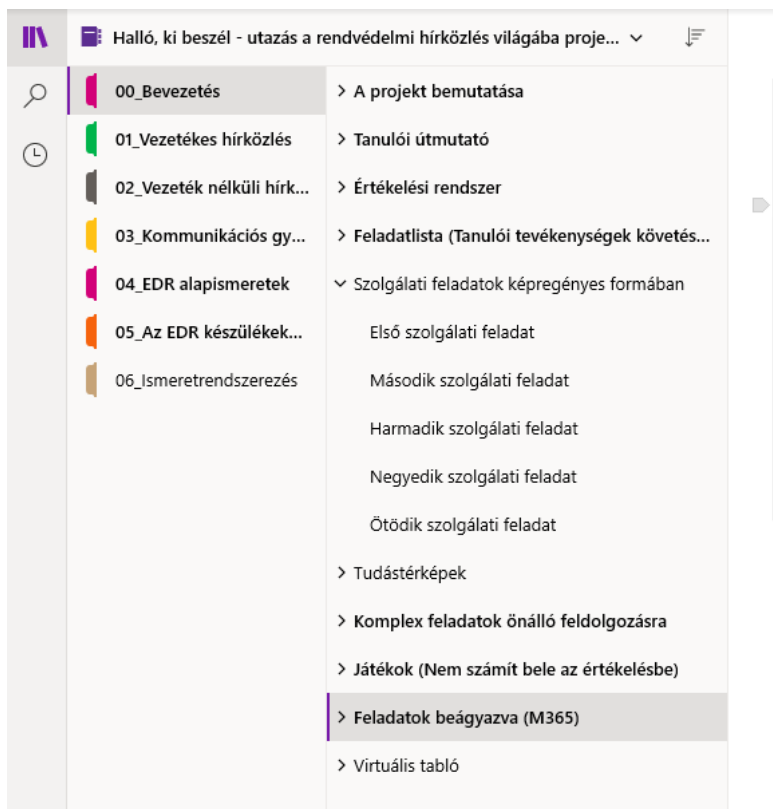 Halló, ki beszél - utazás a rendvédelmi hírközlés világába proje...
00_Bevezetés
01_Vezetékes hírközlés
02_Vezeték nélküli hírk...
03_Kommunikációs gy...
04_EDR alapismeretek
05_Az EDR készülékek...
06_Ismeretrendszerezés
A projekt bemutatása
Tanulói útmutató
Értékelési rendszer
Feladatlista (Tanulói tevékenységek követés...
Szolgálati feladatok képregényes formában
Első szolgálati feladat
Második szolgálati feladat
Harmadik szolgálati feladat
Negyedik szolgálati feladat
Ötödik szolgálati feladat
Tudástérképek
Komplex feladatok önálló feldolgozásra
Játékok (Nem számít bele az értékelésbe)
Feladatok beágyazva (M365)
Virtuális tabló